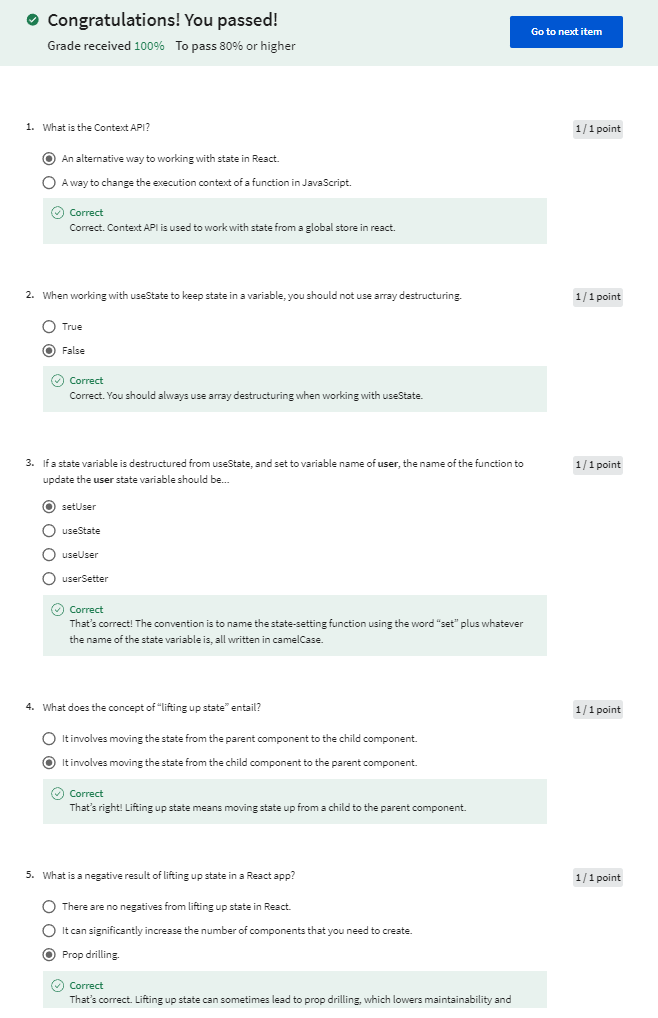 Congratulations! You passed!
Grade received 100% To pass 80% or higher
Go to next item
1. What is the Context API?
1 / 1 point
An alternative way to working with state in React.
A way to change the execution context of a function in JavaScript.
Correct
Correct. Context API is used to work with state from a global store in react.
2. When working with useState to keep state in a variable, you should not use array destructuring.
1 / 1 point
True
False
Correct
Correct. You should always use array destructuring when working with useState.
3. If a state variable is destructured from useState, and set to variable name of user, the name of the function to
update the user state variable should be...
1 / 1 point
setUser
useState
useUser
userSetter
Correct
That's correct! The convention is to name the state-setting function using the word “set” plus whatever
the name of the state variable is, all written in camelCase.
4. What does the concept of “lifting up state” entail?
1 / 1 point
It involves moving the state from the parent component to the child component.
It involves moving the state from the child component to the parent component.
Correct
That's right! Lifting up state means moving state up from a child to the parent component.
5. What is a negative result of lifting up state in a React app?
1 / 1 point
There are no negatives from lifting up state in React.
It can significantly increase the number of components that you need to create.
Prop drilling.
Correct
That's correct. Lifting up state can sometimes lead to prop drilling, which lowers maintainability and